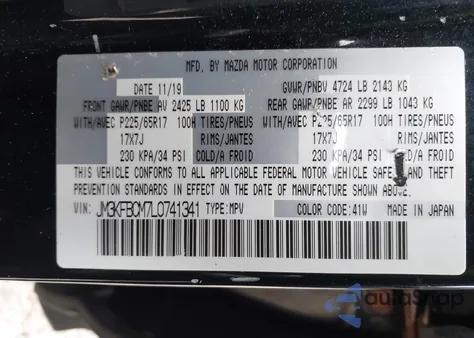 MFD. BY MAZDA MOTOR CORPORATION
DATE 11/19 GVWR/PNBV 4724 LB 2143 KG
FRONT GAWR/PNBE AV 2425 LB 1100 KG REAR GAWR/PNBE AR 2299 LB 1043 KG
WITH/AVEC P225/65R17 100H TIRES/PNEUS WITH/AVEC P225/65R17 100H TIRES/PNEUS
17X7J RIMS/JANTES 17X7J RIMS/JANTES
230 KPA/34 PSI COLD/A FROID 230 KPA/34 PSI COLD/A FROID
THIS VEHICLE CONFORMS TO ALL APPLICABLE FEDERAL MOTOR VEHICLE SAFETY AND THEFT
PREVENTION STANDARDS IN EFFECT ON THE DATE OF MANUFACTURE SHOWN ABOVE.
VIN: JM3KFBCM7L0741341 TYPE:MPV COLOR CODE:41W MADE IN JAPAN
autoSnap